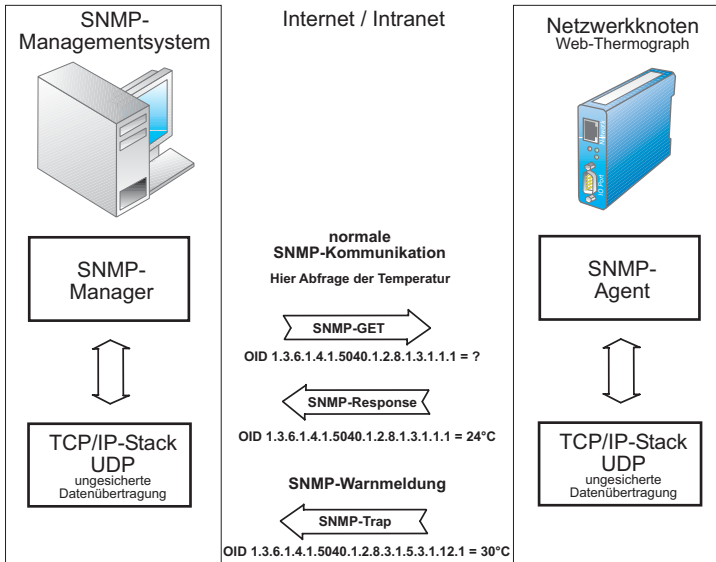 SNMP-
Managementsystem
SNMP-
Manager
TCP/IP-Stack
UDP
ungesicherte
Datenübertragung
Internet / Intranet
normale
SNMP-Kommunikation
Hier Abfrage der Temperatur
SNMP-GET
OID 1.3.6.1.4.1.5040.1.2.8.1.3.1.1.1 = ?
SNMP-Response
OID 1.3.6.1.4.1.5040.1.2.8.1.3.1.1.1 = 24°C
SNMP-Warnmeldung
SNMP-Trap
OID 1.3.6.1.4.1.5040.1.2.8.3.1.5.3.1.12.1 = 30°C
Netzwerkknoten
Web-Thermograph
IO Port
SNMP-
Agent
TCP/IP-Stack
UDP
ungesicherte
Datenübertragung